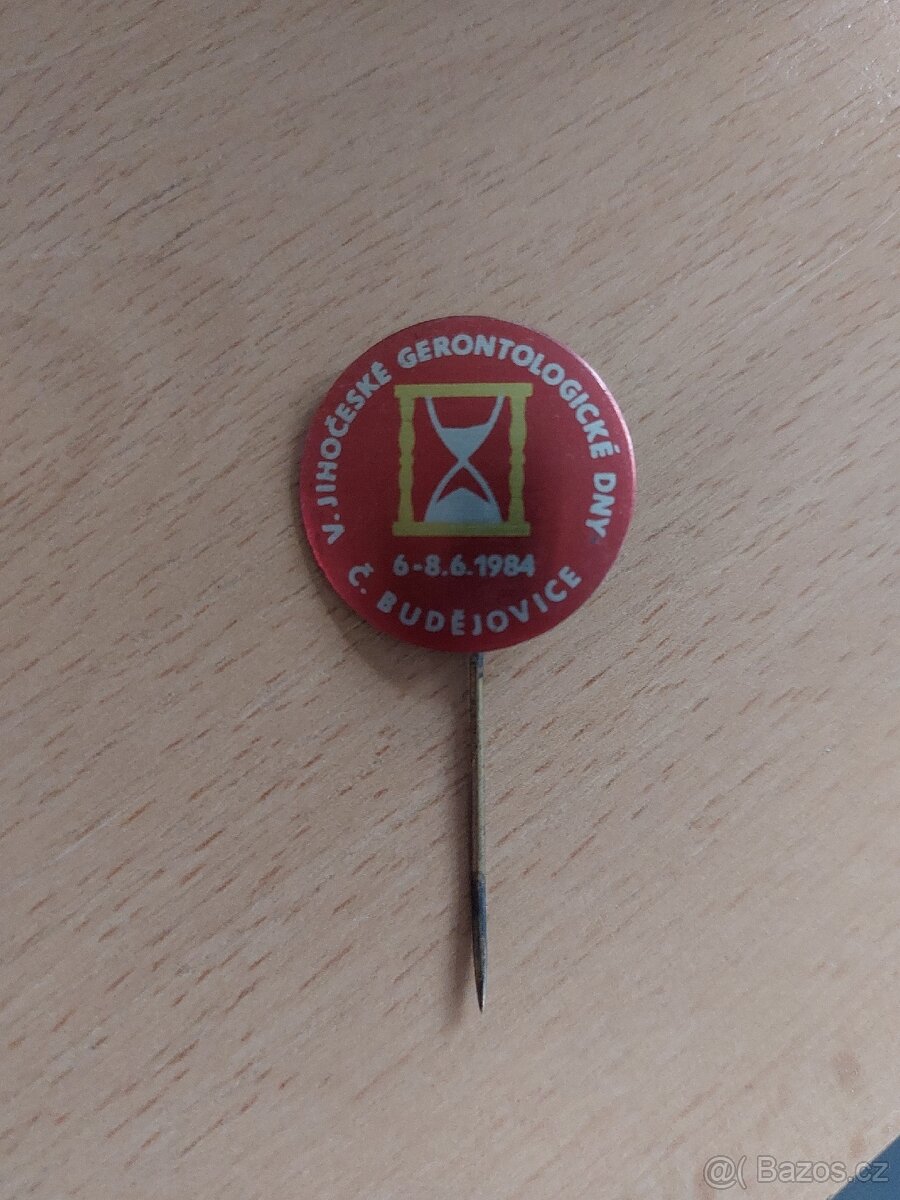 V. JIHOČESKÉ GERONTOLOGICKÉ DNY
6-8.6.1984
Č. BUDĚJOVICE
@( Bazos.cz